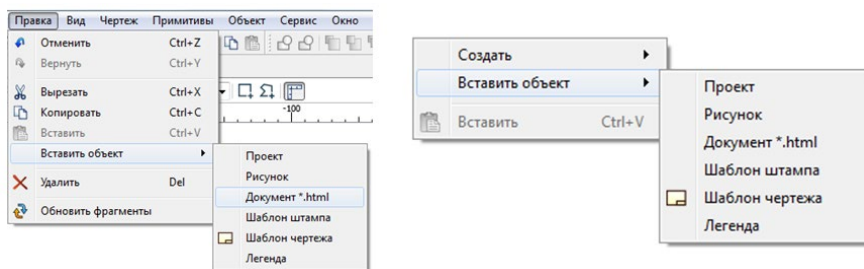 Правка Вид Чертеж Примитивы Объект Сервис Окно
Отменить Ctrl+Z
Вернуть Ctrl+Y
Вырезать Ctrl+X
Копировать Ctrl+C
-100
Вставить Ctrl+V
Вставить объект
Удалить Del
Обновить фрагменты
Проект
Рисунок
Документ *.html
Шаблон штампа
Шаблон чертежа
Легенда
Создать
Вставить объект
Вставить Ctrl+V
Проект
Рисунок
Документ *.html
Шаблон штампа
Шаблон чертежа
Легенда